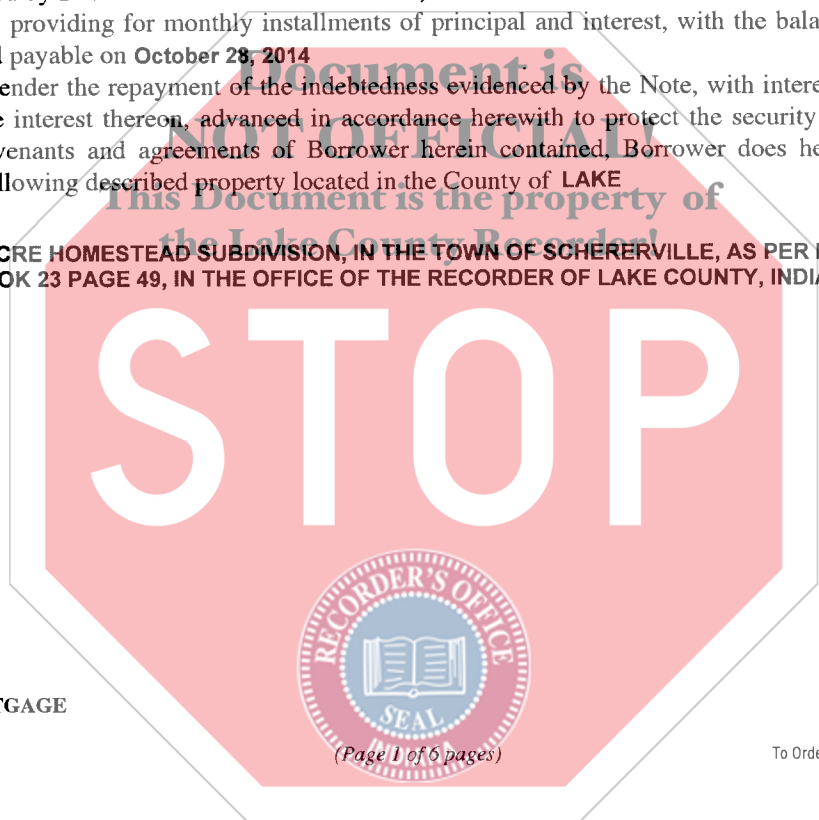 providing for monthly installments of principal and interest, with the bala
payable on October 28, 2014
ender the repayment of the indebtedness evidenced by the Note, with intere
interest thereon, advanced in accordance herewith to protect the security
venants and agreements of Borrower herein contained, Borrower does he
llowing described property located in the County of LAKE
Document is
NOT OFFICIAL!
This Document is the property of
the Lake County Recorder!
CRE HOMESTEAD SUBDIVISION, IN THE TOWN OF SCHERERVILLE, AS PER
OK 23 PAGE 49, IN THE OFFICE OF THE RECORDER OF LAKE COUNTY, INDIA
STOP
RECORDER'S OFFICE
SEAL
INDIANA
TGAGE
(Page 1 of 6 pages)
To Orde